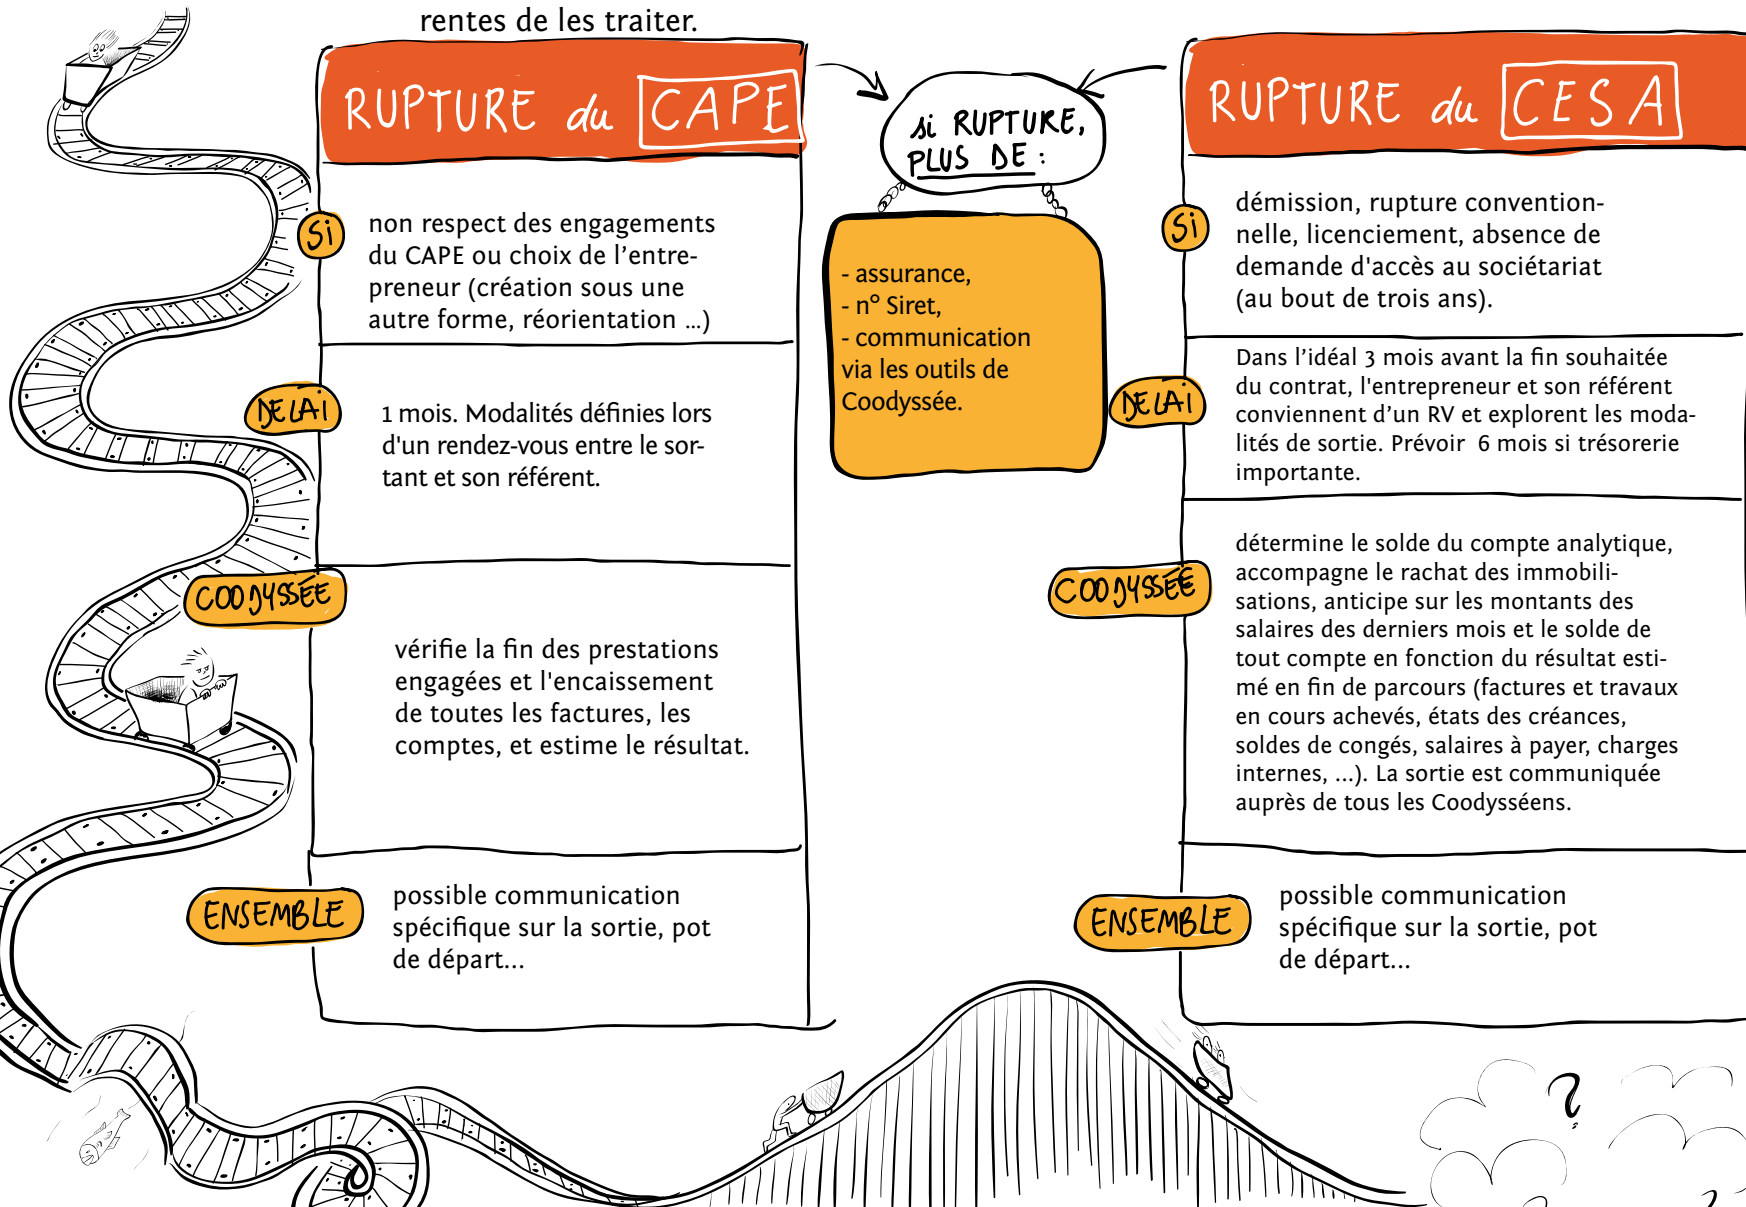 rentes de les traiter.
RUPTURE du CAPE
Si
non respect des engagements
du CAPE ou choix de l'entre-
preneur (création sous une
autre forme, réorientation ...)
DELAI
1 mois. Modalités définies lors
d'un rendez-vous entre le sor-
tant et son référent.
COODYSSÉE
vérifie la fin des prestations
engagées et l'encaissement
de toutes les factures, les
comptes, et estime le résultat.
ENSEMBLE
possible communication
spécifique sur la sortie, pot
de départ...
si RUPTURE,
PLUS DE :
- assurance,
- n° Siret,
- communication
via les outils de
Coodyssée.
RUPTURE du CESA
Si
démission, rupture convention-
nelle, licenciement, absence de
demande d'accès au sociétariat
(au bout de trois ans).
DELAI
Dans l'idéal 3 mois avant la fin souhaitée
du contrat, l'entrepreneur et son référent
conviennent d'un RV et explorent les moda-
lités de sortie. Prévoir 6 mois si trésorerie
importante.
COODYSSÉE
détermine le solde du compte analytique,
accompagne le rachat des immobili-
sations, anticipe sur les montants des
salaires des derniers mois et le solde de
tout compte en fonction du résultat esti-
mé en fin de parcours (factures et travaux
en cours achevés, états des créances,
soldes de congés, salaires à payer, charges
internes, ...). La sortie est communiquée
auprès de tous les Coodysséens.
ENSEMBLE
possible communication
spécifique sur la sortie, pot
de départ...
?